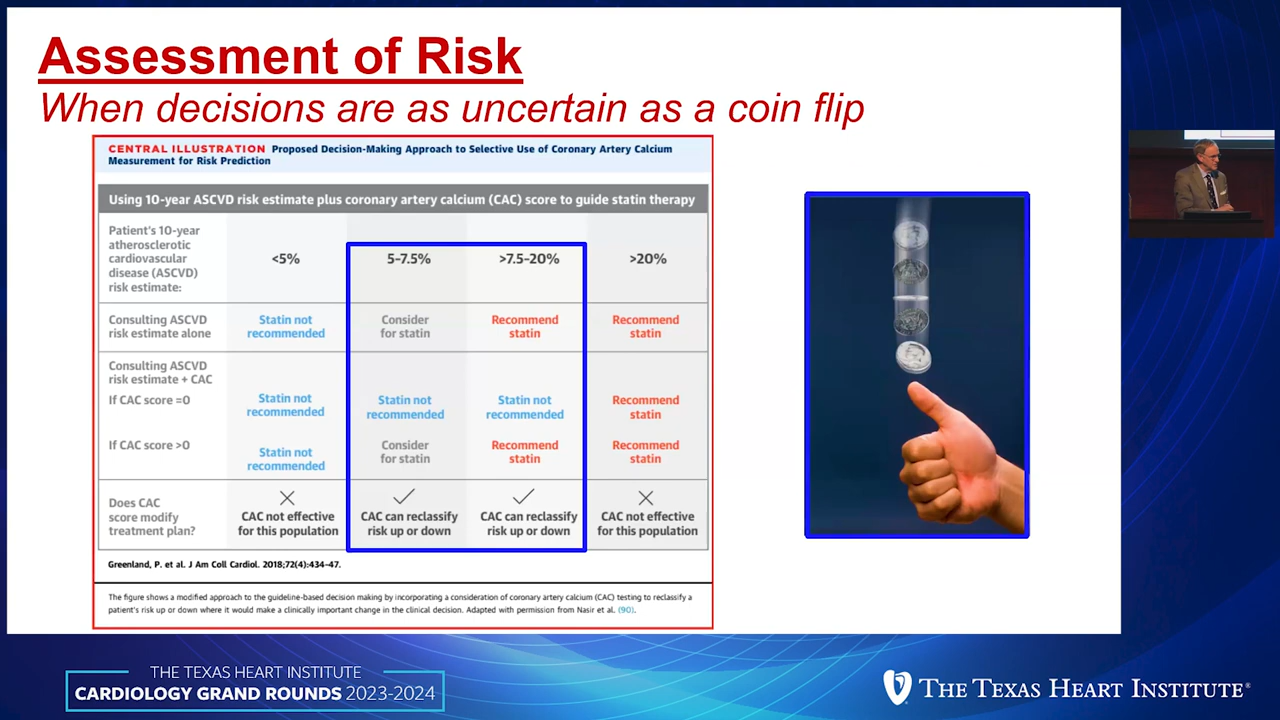 Assessment of Risk
When decisions are as uncertain as a coin flip
CENTRAL ILLUSTRATION Proposed Decision-Making Approach to Selective Use of Coronary Artery Calcium
Measurement for Risk Prediction
Using 10-year ASCVD risk estimate plus coronary artery calcium (CAC) score to guide statin therapy
Patient's 10-year
atherosclerotic
cardiovascular
disease (ASCVD)
risk estimate:
<5%
5-7.5%
>7.5-20%
>20%
Consulting ASCVD
risk estimate alone
Statin not
recommended
Consider
for statin
Recommend
statin
Recommend
statin
Consulting ASCVD
risk estimate + CAC
If CAC score =0
Statin not
recommended
Statin not
recommended
Statin not
recommended
Recommend
statin
If CAC score >0
Statin not
recommended
Consider
for statin
Recommend
statin
Recommend
statin
Does CAC
score modify
treatment plan?
CAC not effective
for this population
CAC can reclassify
risk up or down
CAC can reclassify
risk up or down
CAC not effective
for this population
Greenland, P. et al. J Am Coll Cardiol. 2018;72(4):434-47.
The figure shows a modified approach to the guideline-based decision making by incorporating a consideration of coronary artery calcium (CAC) testing to reclassify a
patient's risk up or down where it would make a clinically important change in the clinical decision. Adapted with permission from Nasir et al. (90).
THE TEXAS HEART INSTITUTE
CARDIOLOGY GRAND ROUNDS 2023-2024
THE TEXAS HEART INSTITUTE®